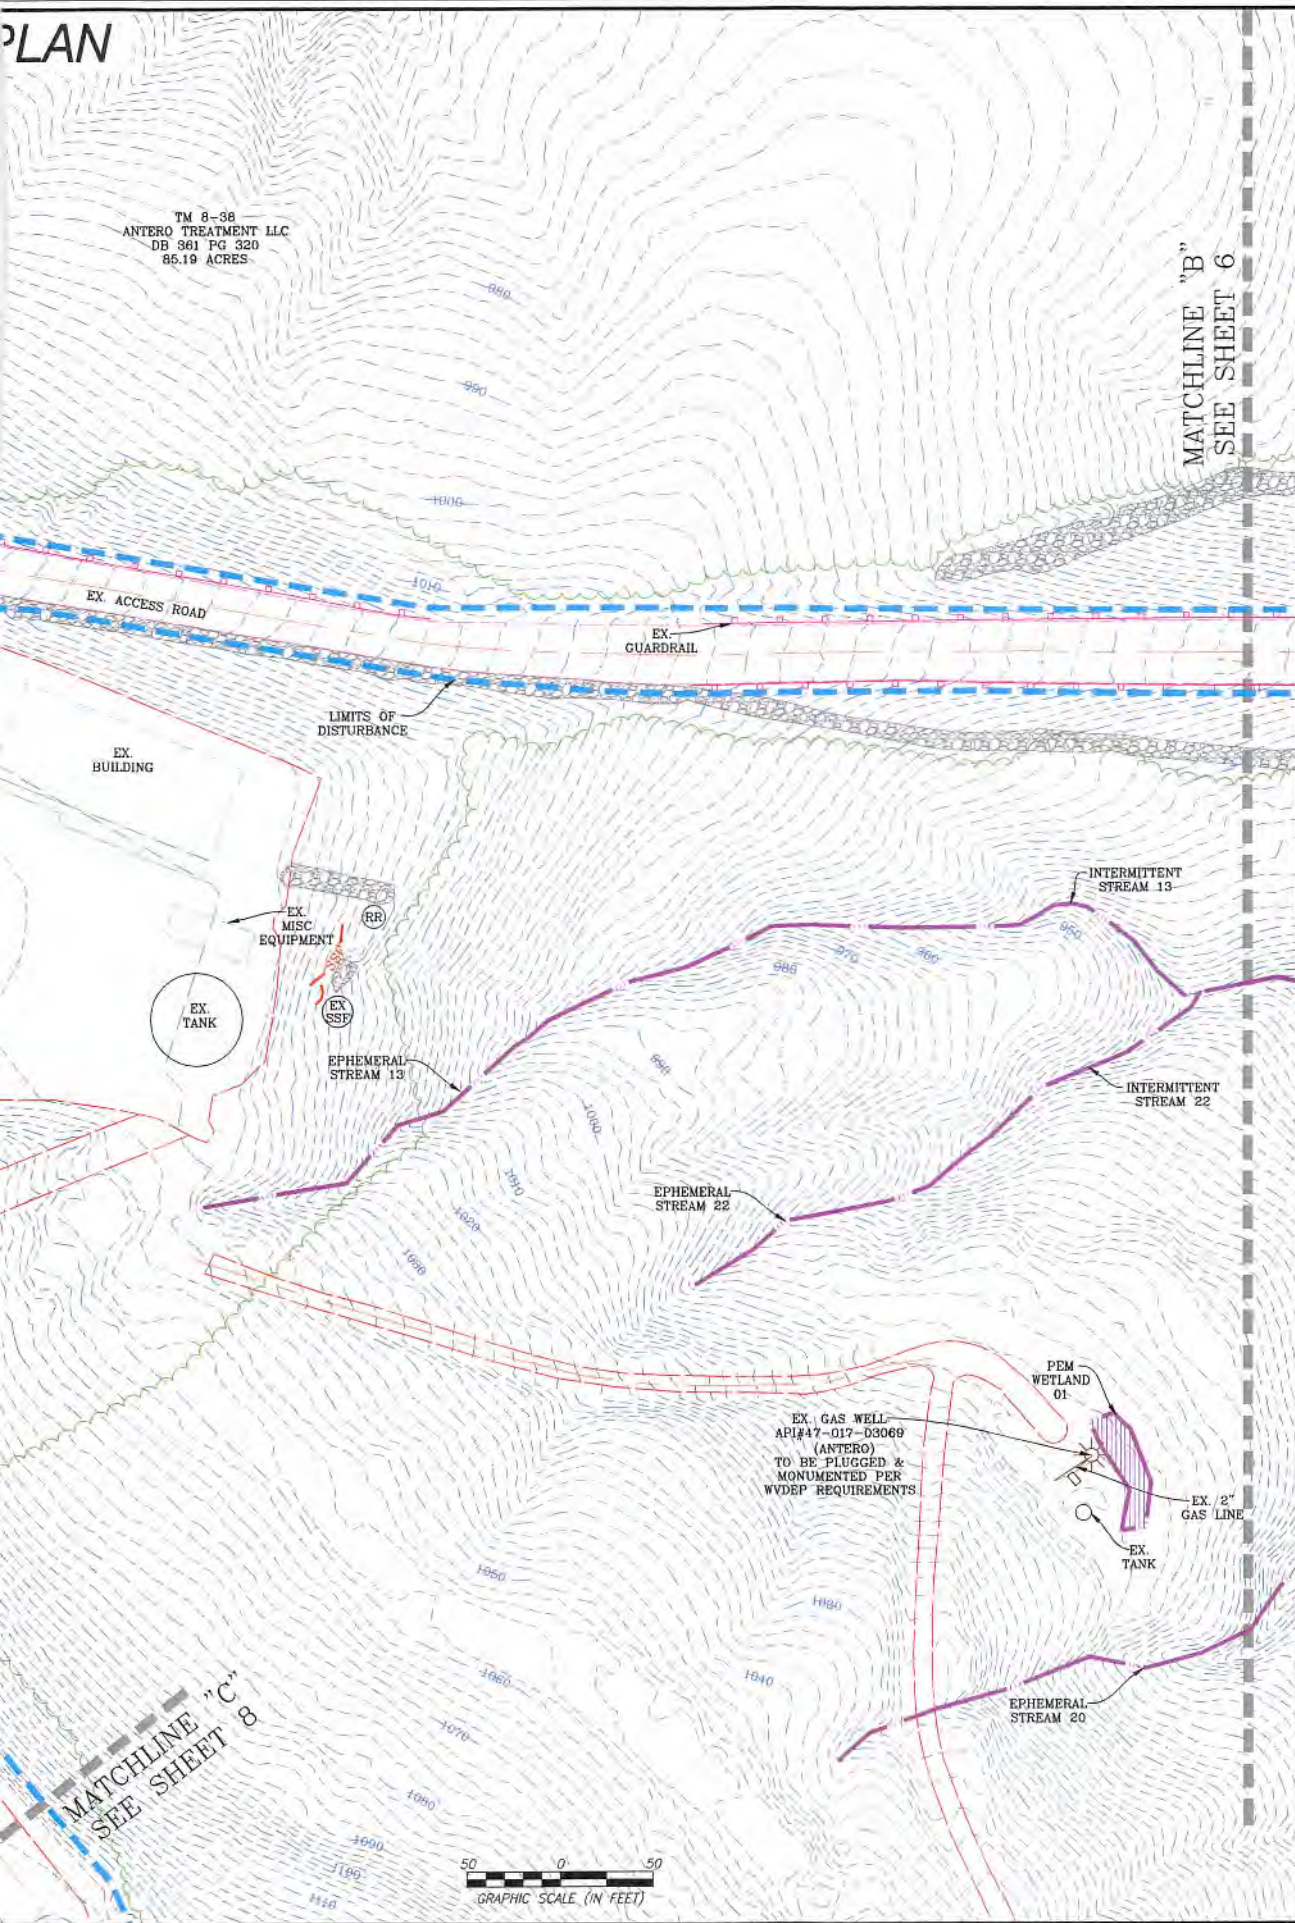 PLAN
TM 8-38
ANTERO TREATMENT LLC
DB 361 PG 320
85.19 ACRES
980
990
1000
1010
MATCHLINE "B"
SEE SHEET 6
EX. ACCESS ROAD
EX.
GUARDRAIL
LIMITS OF
DISTURBANCE
EX.
BUILDING
INTERMITTENT
STREAM 13
EX.
MISC
EQUIPMENT
RR
950
960
970
980
EX.
TANK
EX
SSF
EPHEMERAL
STREAM 13
990
1000
INTERMITTENT
STREAM 22
1010
EPHEMERAL
STREAM 22
1020
1030
PEM
WETLAND
01
EX. GAS WELL
API#47-017-03069
(ANTERO)
TO BE PLUGGED &
MONUMENTED PER
WVDEP REQUIREMENTS
D
EX. 2"
GAS LINE
EX.
TANK
1050
1060
1040
1070
1080
1090
1100
1110
EPHEMERAL
STREAM 20
MATCHLINE "C"
SEE SHEET 8
50 0 50
GRAPHIC SCALE (IN FEET)